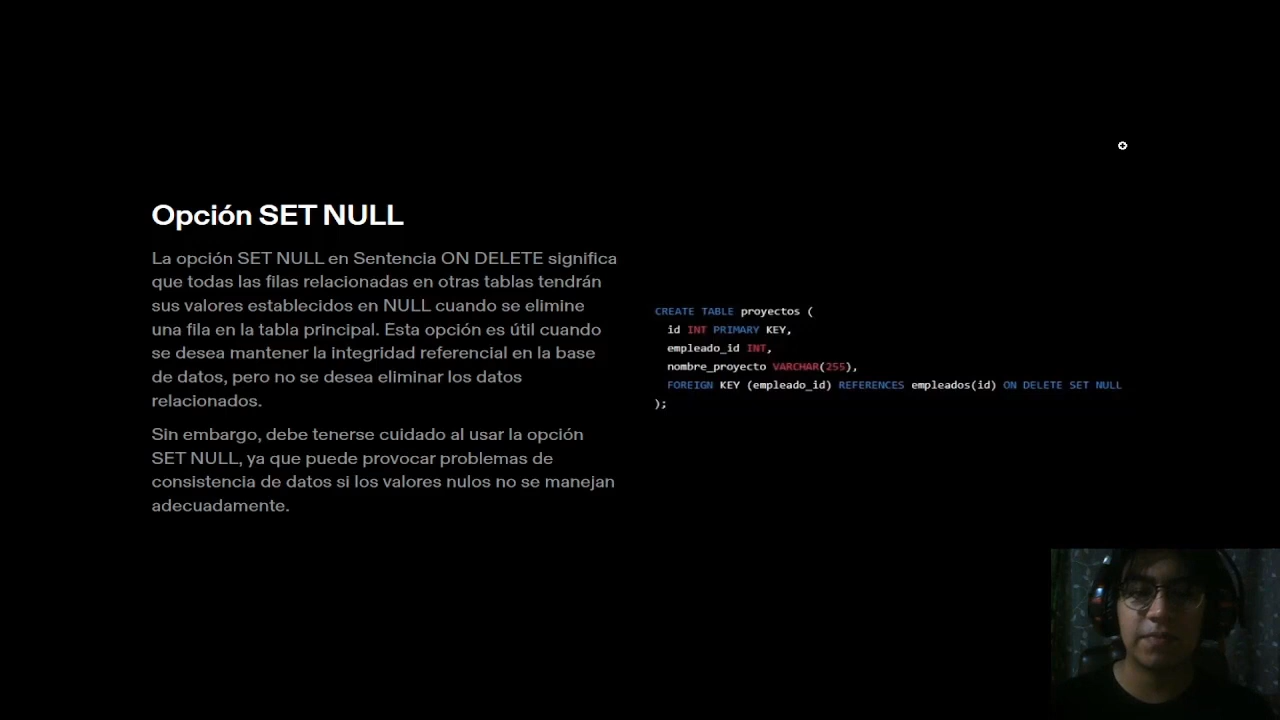 Opción SET NULL
La opción SET NULL en Sentencia ON DELETE significa
que todas las filas relacionadas en otras tablas tendrán
sus valores establecidos en NULL cuando se elimine
una fila en la tabla principal. Esta opción es útil cuando
se desea mantener la integridad referencial en la base
de datos, pero no se desea eliminar los datos
relacionados.
Sin embargo, debe tenerse cuidado al usar la opción
SET NULL, ya que puede provocar problemas de
consistencia de datos si los valores nulos no se manejan
adecuadamente.
CREATE TABLE proyectos (
id INT PRIMARY KEY,
empleado_id INT,
nombre_proyecto VARCHAR(255),
FOREIGN KEY (empleado_id) REFERENCES empleados(id) ON DELETE SET NULL
);